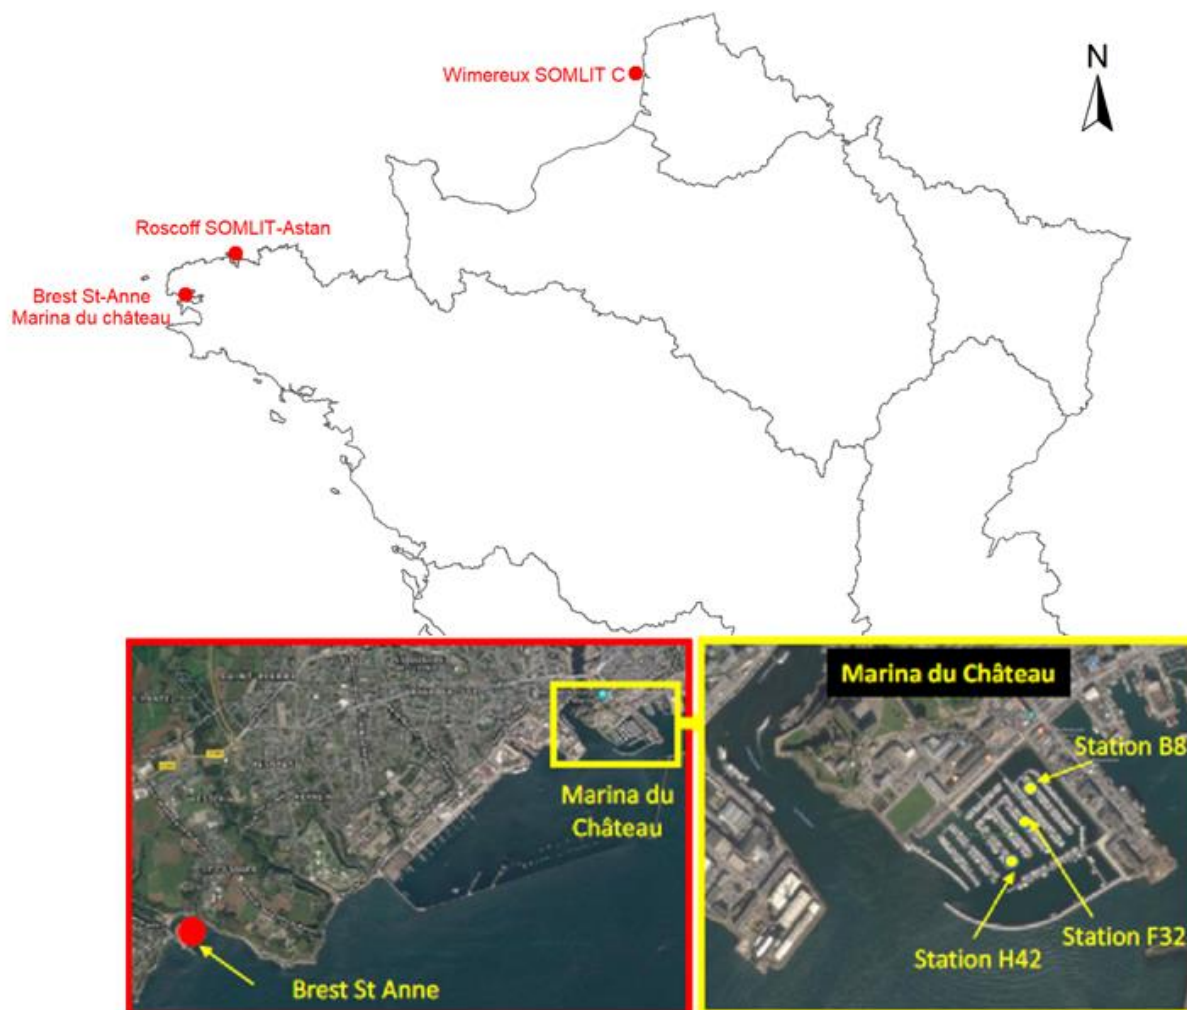 N
Wimereux SOMLIT C
Roscoff SOMLIT-Astan
Brest St-Anne
Marina du château
Marina du
Château
Brest St Anne
Marina du Château
Station B8
Station F32
Station H42